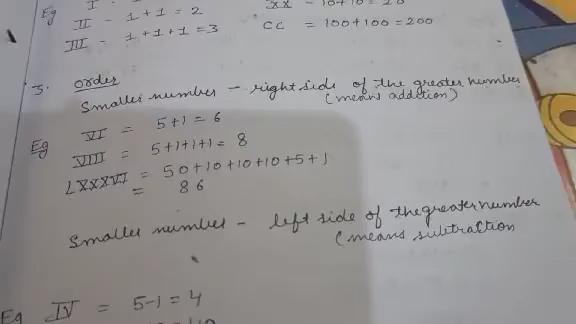 Eg I
II - 1+1=2
XX - 10+10=20
III - 1+1+1=3
CC = 100+100=200
3. order
Smaller number - right side of the greater number
(means addition)
Eg VI = 5+1=6
VIII = 5+1+1+1=8
LXXXVI = 50+10+10+10+5+1
= 86
Smaller number - left side of the greater number
(means subtraction
Eg IV = 5-1=4